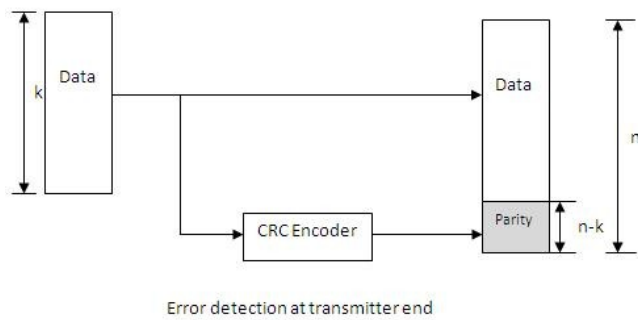 Data
k
Data
Parity
n-k
n
CRC Encoder
Error detection at transmitter end